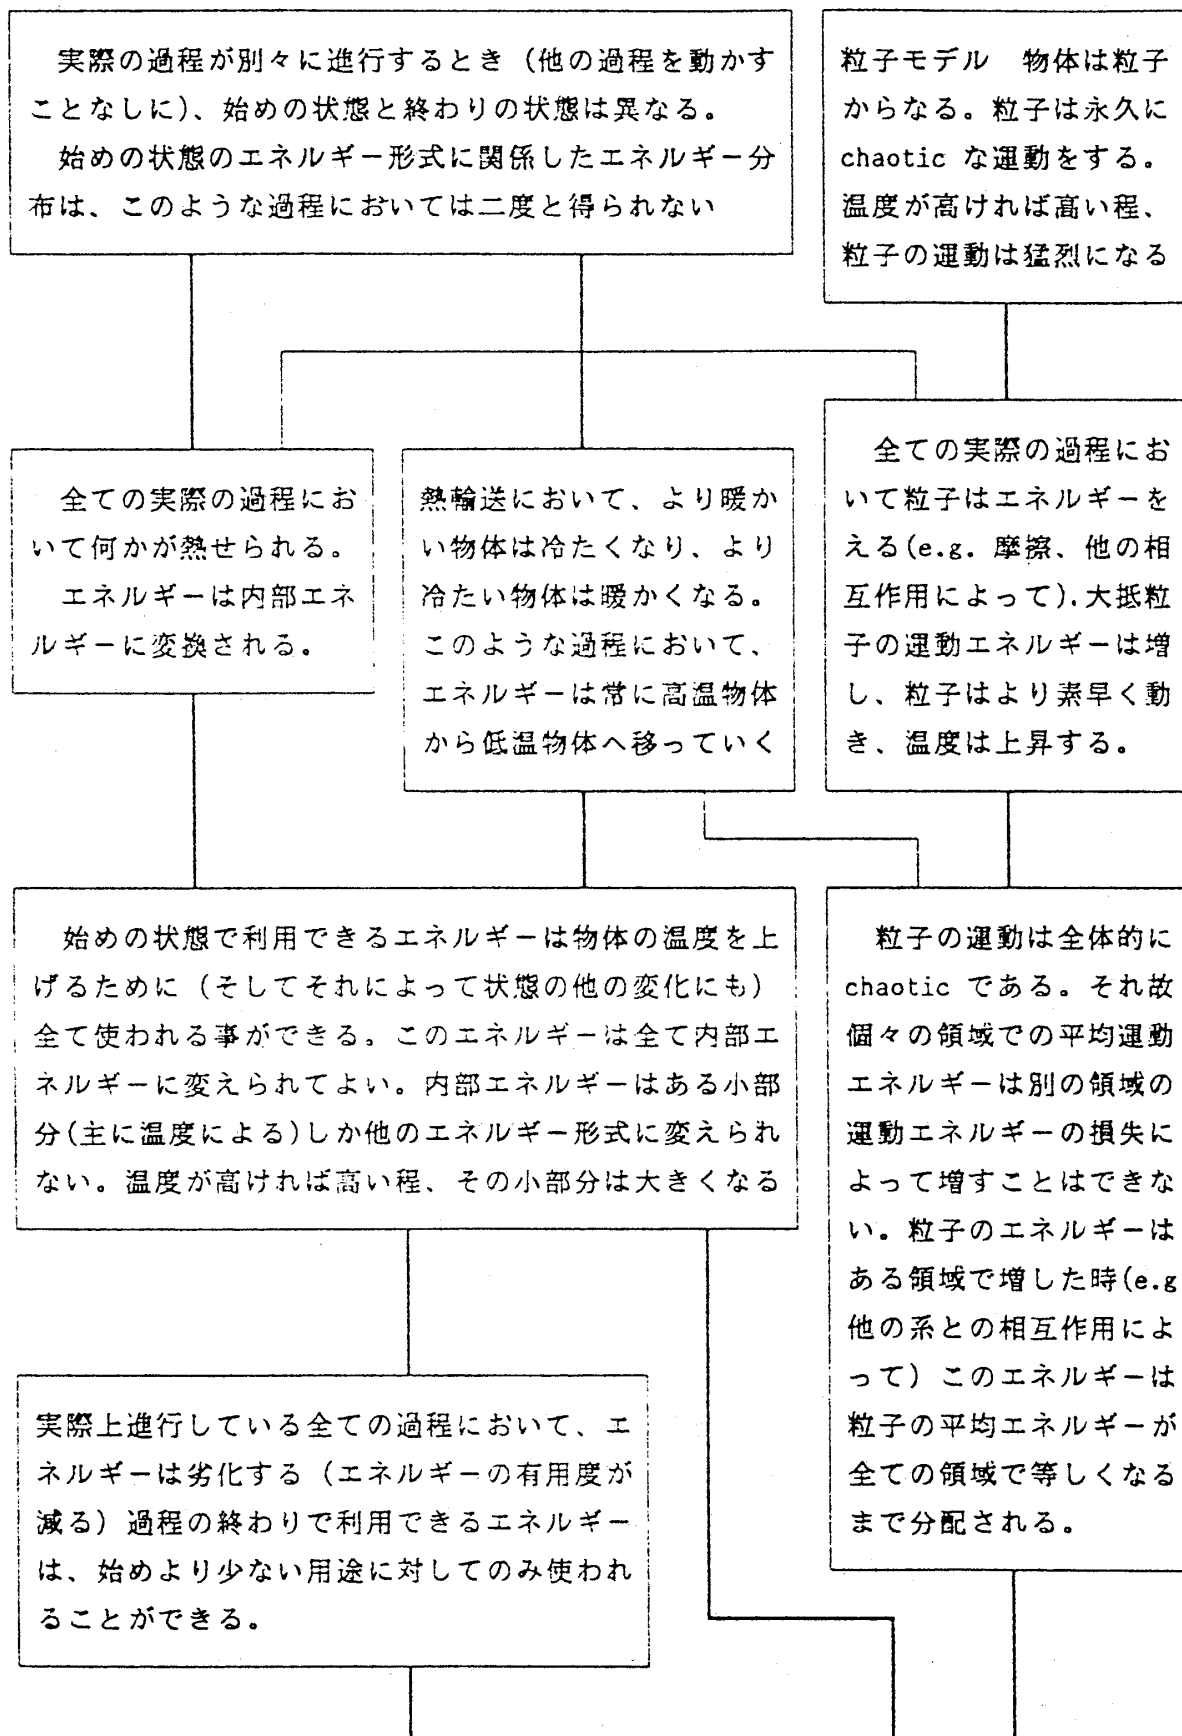 実際の過程が別々に進行するとき（他の過程を動かす
ことなしに）、始めの状態と終わりの状態は異なる。
始めの状態のエネルギー形式に関係したエネルギー分
布は、このような過程においては二度と得られない
粒子モデル　物体は粒子
からなる。粒子は永久に
chaotic な運動をする。
温度が高ければ高い程、
粒子の運動は猛烈になる
全ての実際の過程にお
いて何かが熱せられる。
エネルギーは内部エネ
ルギーに変換される。
熱輸送において、より暖か
い物体は冷たくなり、より
冷たい物体は暖かくなる。
このような過程において、
エネルギーは常に高温物体
から低温物体へ移っていく
全ての実際の過程にお
いて粒子はエネルギーを
える(e.g. 摩擦、他の相
互作用によって).大抵粒
子の運動エネルギーは増
し、粒子はより素早く動
き、温度は上昇する。
始めの状態で利用できるエネルギーは物体の温度を上
げるために（そしてそれによって状態の他の変化にも）
全て使われる事ができる。このエネルギーは全て内部エ
ネルギーに変えられてよい。内部エネルギーはある小部
分(主に温度による)しか他のエネルギー形式に変えられ
ない。温度が高ければ高い程、その小部分は大きくなる
粒子の運動は全体的に
chaotic である。それ故
個々の領域での平均運動
エネルギーは別の領域の
運動エネルギーの損失に
よって増すことはできな
い。粒子のエネルギーは
ある領域で増した時(e.g
他の系との相互作用によ
って）このエネルギーは
粒子の平均エネルギーが
全ての領域で等しくなる
まで分配される。
実際上進行している全ての過程において、エ
ネルギーは劣化する（エネルギーの有用度が
減る）過程の終わりで利用できるエネルギー
は、始めより少ない用途に対してのみ使われ
ることができる。